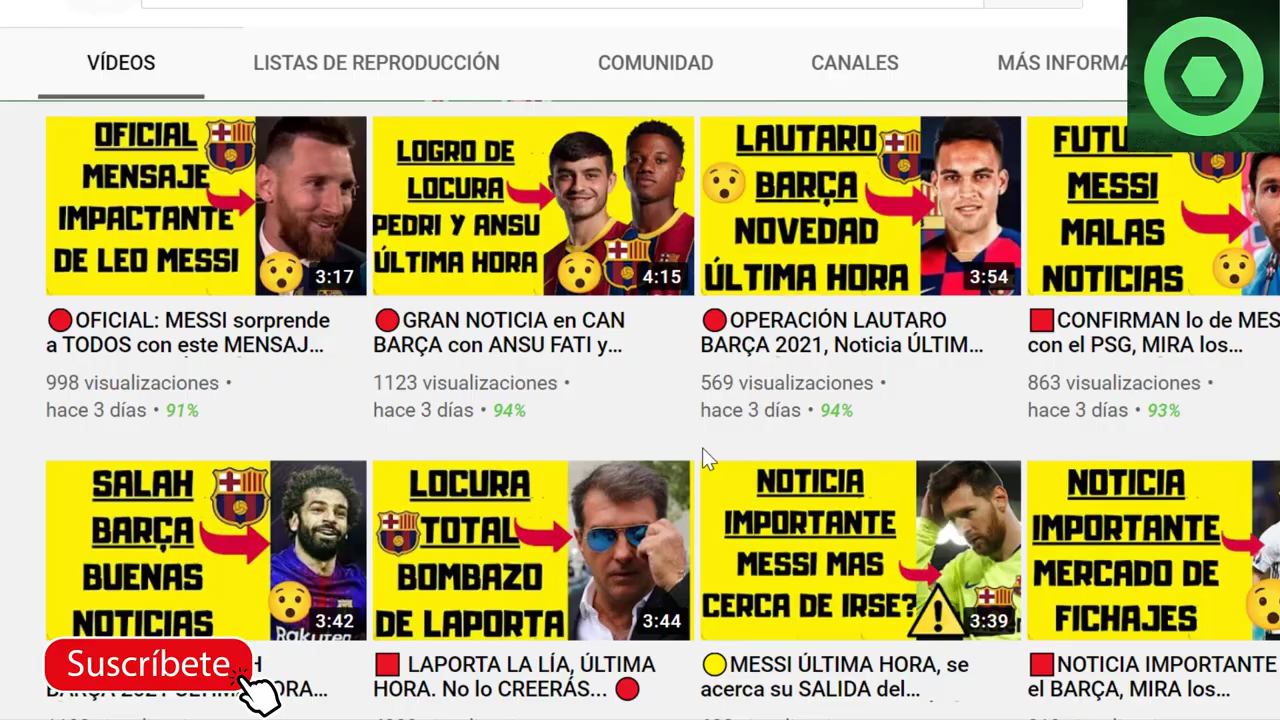 VÍDEOS
LISTAS DE REPRODUCCIÓN
COMUNIDAD
CANALES
MÁS INFORMA
OFICIAL
MENSAJE
IMPACTANTE
DE LEO MESSI
3:17
LOGRO DE
LOCURA
PEDRI Y ANSU
ÚLTIMA HORA
4:15
LAUTARO
BARÇA
NOVEDAD
ÚLTIMA HORA
3:54
FUTU
MESSI
MALAS
NOTICIAS
OFICIAL: MESSI sorprende
a TODOS con este MENSAJ...
998 visualizaciones •
hace 3 días • 91%
GRAN NOTICIA en CAN
BARÇA con ANSU FATI y...
1123 visualizaciones •
hace 3 días • 94%
OPERACIÓN LAUTARO
BARÇA 2021, Noticia ÚLTIM...
569 visualizaciones •
hace 3 días • 94%
CONFIRMAN lo de MES
con el PSG, MIRA los...
863 visualizaciones •
hace 3 días • 93%
SALAH
BARÇA
BUENAS
NOTICIAS
Rakuten
3:42
LOCURA
TOTAL
BOMBAZO
DE LAPORTA
3:44
NOTICIA
IMPORTANTE
MESSI MAS
CERCA DE IRSE?
3:39
NOTICIA
IMPORTANTE
MERCADO DE
FICHAJES
Suscríbete
LAPORTA LA LÍA, ÚLTIMA
HORA. No lo CREERÁS...
MESSI ÚLTIMA HORA, se
acerca su SALIDA del...
NOTICIA IMPORTANTE
el BARÇA, MIRA los...